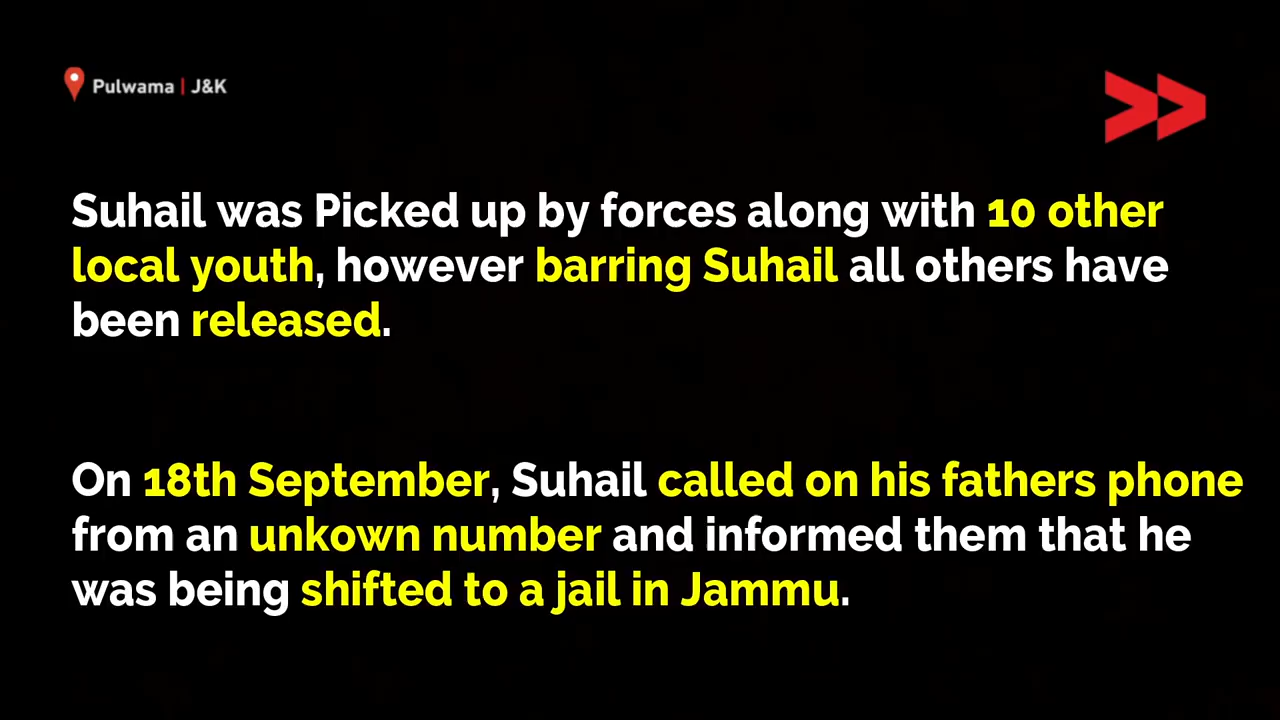 Pulwama | J&K
Suhail was Picked up by forces along with 10 other
local youth, however barring Suhail all others have
been released.
On 18th September, Suhail called on his fathers phone
from an unkown number and informed them that he
was being shifted to a jail in Jammu.